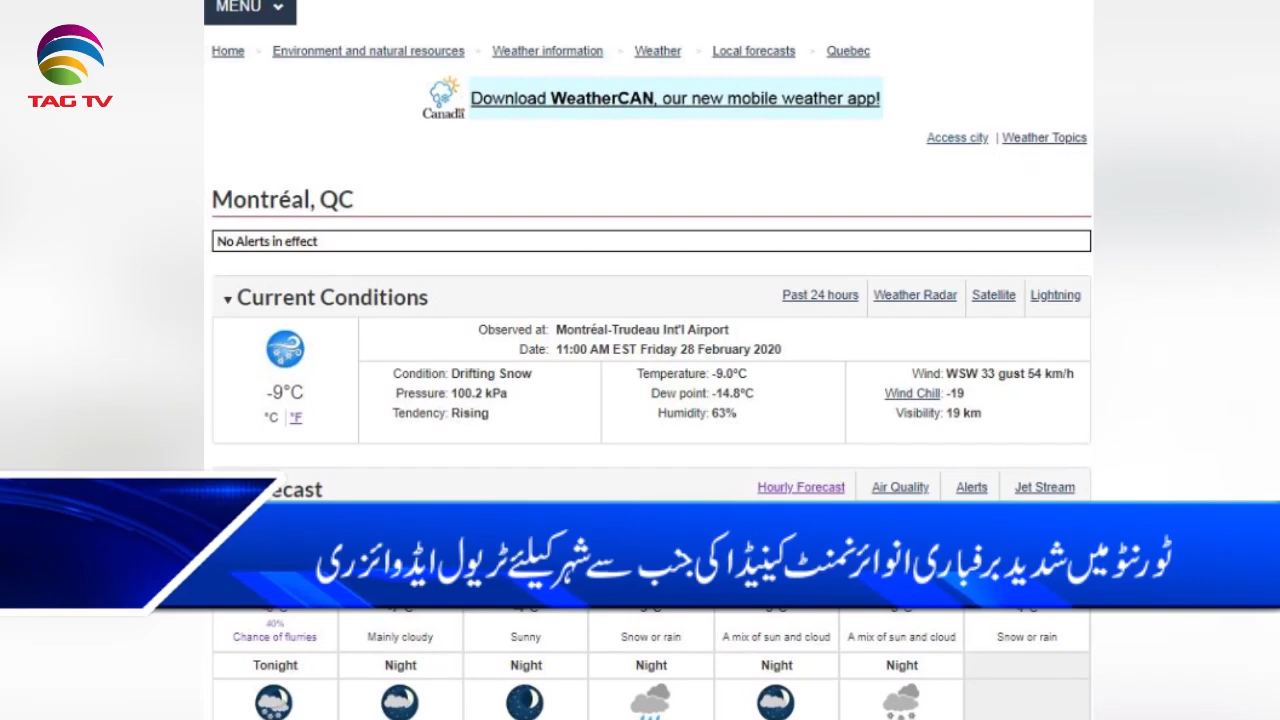 MENU
TAG TV
Home Environment and natural resources Weather information Weather Local forecasts Quebec
Canada
Download WeatherCAN, our new mobile weather app!
Access city | Weather Topics
Montréal, QC
No Alerts in effect
Current Conditions
Past 24 hours Weather Radar Satellite Lightning
-9°C
°C °F
Observed at: Montréal-Trudeau Int'l Airport
Date: 11:00 AM EST Friday 28 February 2020
Condition: Drifting Snow
Pressure: 100.2 kPa
Tendency: Rising
Temperature: -9.0°C
Dew point: -14.8°C
Humidity: 63%
Wind: WSW 33 gust 54 km/h
Wind Chill: -19
Visibility: 19 km
ecast
Hourly Forecast Air Quality Alerts Jet Stream
ٹورنٹو میں شدید برفباری انوائرنمنٹ کینیڈا کی جب سے شہر کیلئے ٹریول ایڈوائزری
40%
Chance of flurries Mainly cloudy Sunny Snow or rain A mix of sun and cloud A mix of sun and cloud Snow or rain
Tonight Night Night Night Night Night